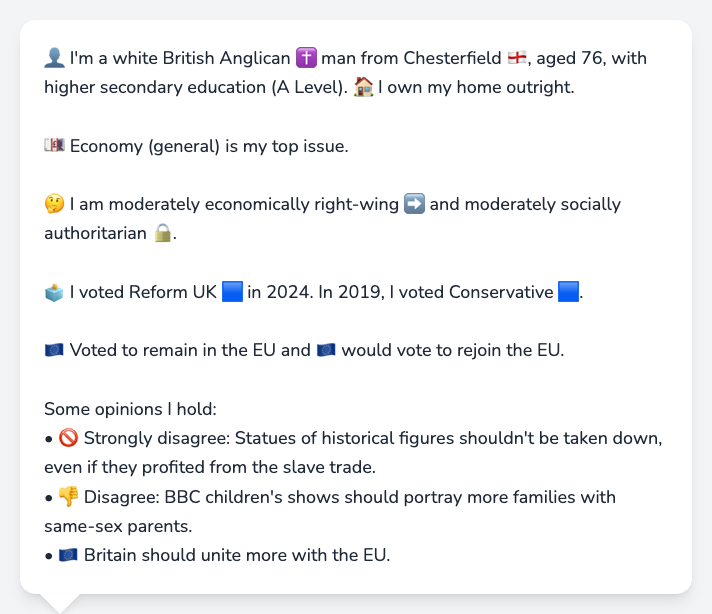 👤 I'm a white British Anglican ✝️ man from Chesterfield 🏴󠁧󠁢󠁥󠁮󠁧󠁿, aged 76, with
higher secondary education (A Level). 🏠 I own my home outright.
💷 Economy (general) is my top issue.
🤔 I am moderately economically right-wing ➡️ and moderately socially
authoritarian 🔒.
🗳️ I voted Reform UK 🟦 in 2024. In 2019, I voted Conservative 🟦.
🇪🇺 Voted to remain in the EU and 🇪🇺 would vote to rejoin the EU.
Some opinions I hold:
• 🚫 Strongly disagree: Statues of historical figures shouldn't be taken down,
even if they profited from the slave trade.
• 👎 Disagree: BBC children's shows should portray more families with
same-sex parents.
• 🇪🇺 Britain should unite more with the EU.